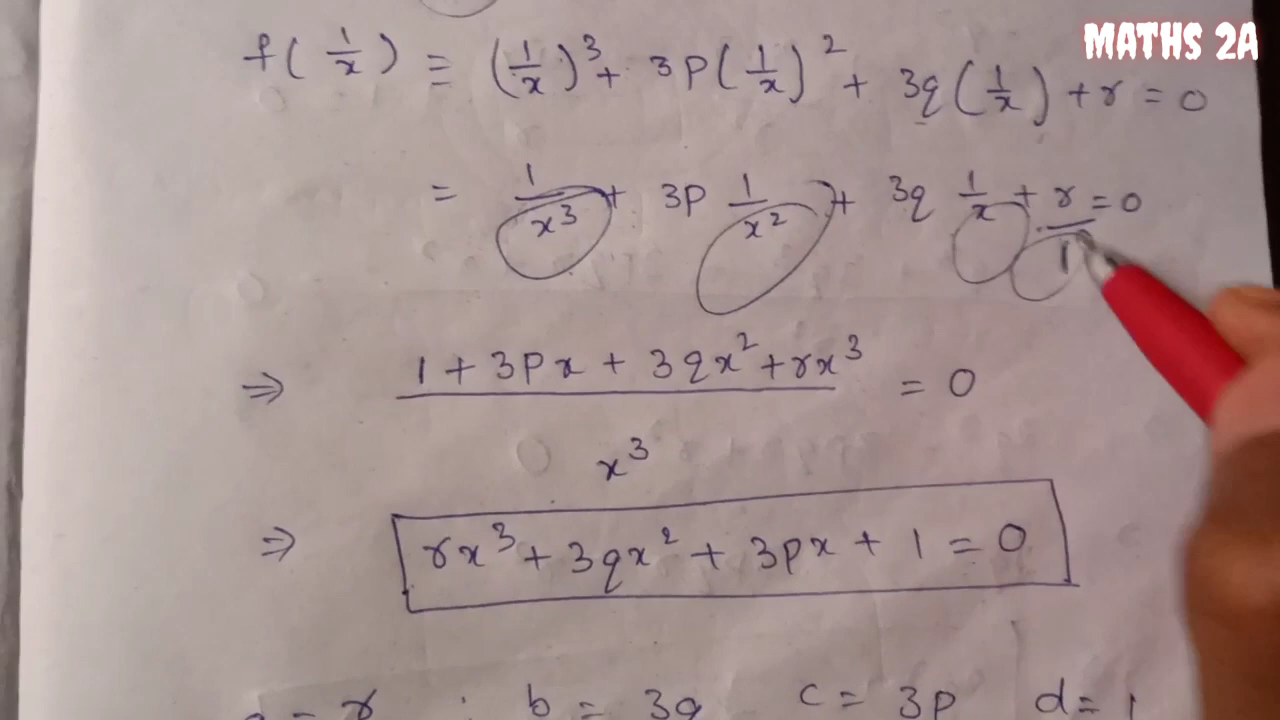 MATHS 2A
f(1/x) ≡ (1/x)³ + 3p(1/x)² + 3q(1/x) + r = 0
= 1/x³ + 3p 1/x² + 3q 1/x + r/1 = 0
⇒ (1 + 3px + 3qx² + rx³)/x³ = 0
⇒ rx³ + 3qx² + 3px + 1 = 0
a = r ; b = 3q c = 3p d = 1